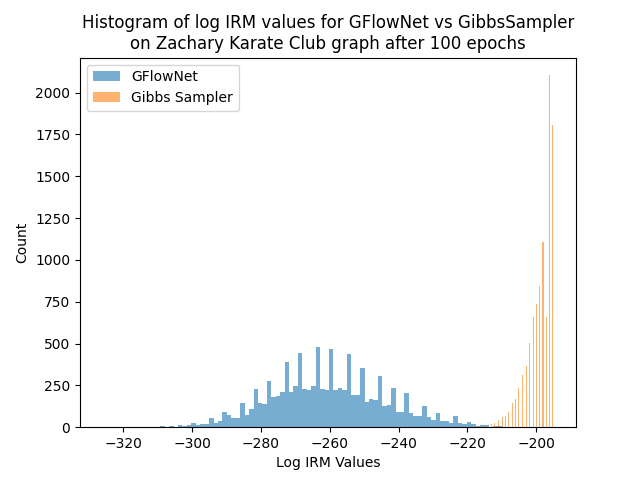 Histogram of log IRM values for GFlowNet vs GibbsSampler
on Zachary Karate Club graph after 100 epochs
GFlowNet
Gibbs Sampler
2000
1750
1500
1250
1000
750
500
250
0
Count
−320
−300
−280
−260
−240
−220
−200
Log IRM Values